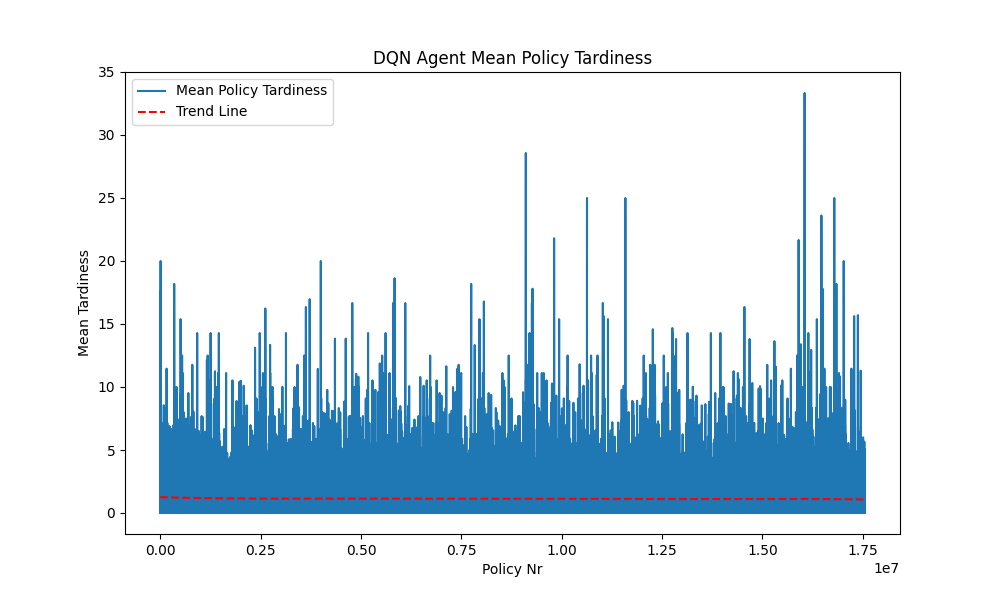 DQN Agent Mean Policy Tardiness
Mean Policy Tardiness
Trend Line
Mean Tardiness
35
30
25
20
15
10
5
0
0.00 0.25 0.50 0.75 1.00 1.25 1.50 1.75
1e7
Policy Nr